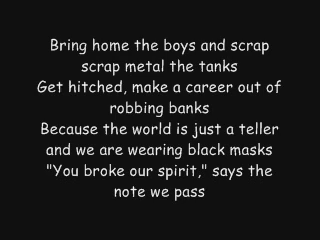 Bring home the boys and scrap
scrap metal the tanks
Get hitched, make a career out of
robbing banks
Because the world is just a teller
and we are wearing black masks
"You broke our spirit," says the
note we pass